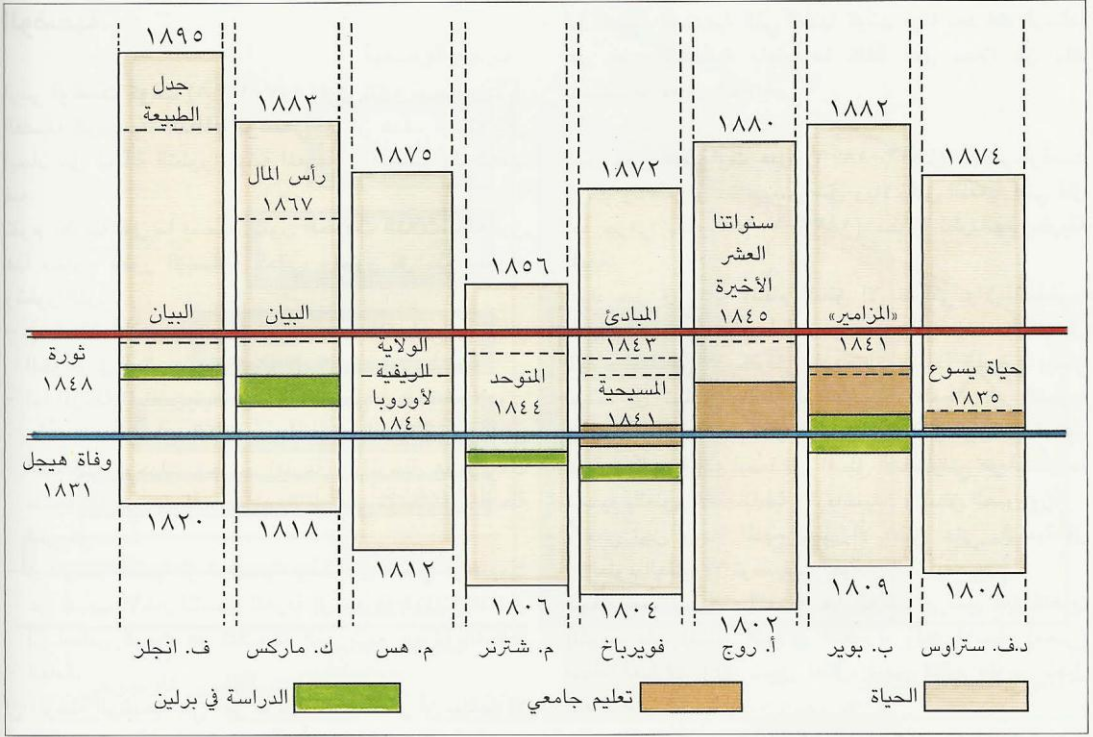 ١٨٩٥
جدل
الطبيعة
البيان
١٨٢٠
ف. انجلز
١٨٨٣
رأس المال
١٨٦٧
البيان
١٨١٨
ك. ماركس
١٨٧٥
الولاية
الريفية
لأوروبا
١٨٤١
١٨١٢
م. هس
١٨٥٦
المتوحد
١٨٤٤
١٨٠٦
م. شترنر
١٨٧٢
المبادئ
١٨٤٣
المسيحية
١٨٤١
١٨٠٤
فويرباخ
١٨٨٠
سنواتنا
العشر
الأخيرة
١٨٤٥
١٨٠٢
أ. روج
١٨٨٢
«المزامير»
١٨٤١
١٨٠٩
ب. بوير
١٨٧٤
حياة يسوع
١٨٣٥
١٨٠٨
د.ف. ستراوس
ثورة
١٨٤٨
وفاة هيجل
١٨٣١
الحياة
تعليم جامعي
الدراسة في برلين